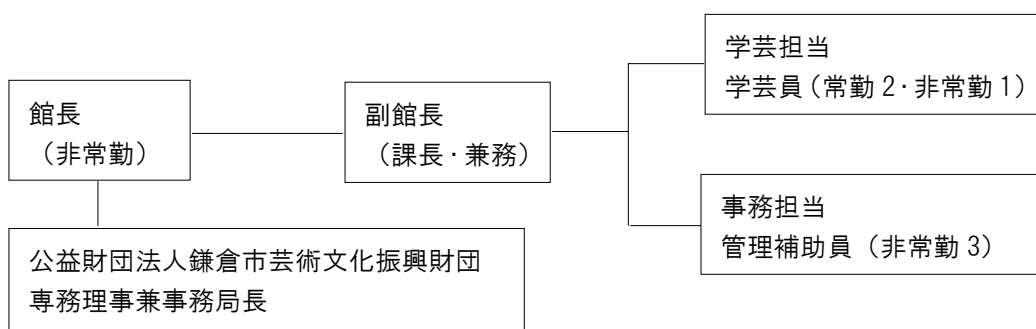 館長
（非常勤）
公益財団法人鎌倉市芸術文化振興財団
専務理事兼事務局長
副館長
（課長・兼務）
学芸担当
学芸員（常勤2・非常勤1）
事務担当
管理補助員（非常勤3）